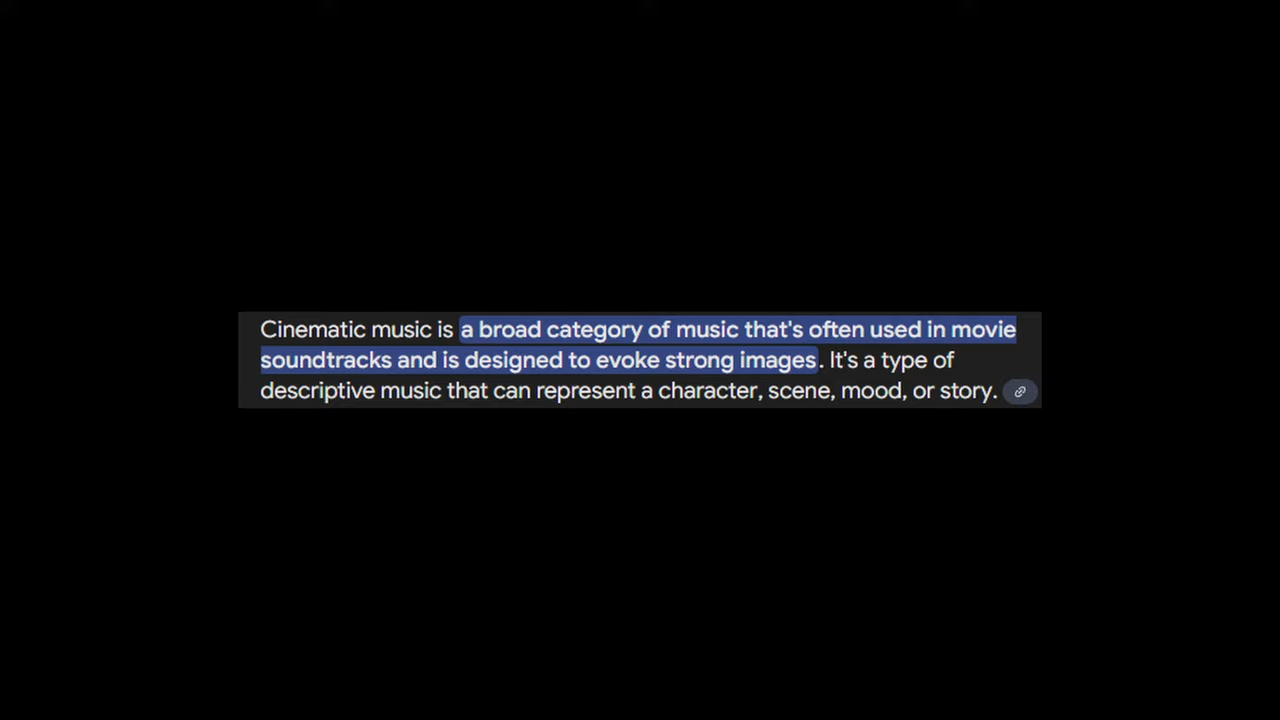 Cinematic music is a broad category of music that's often used in movie
soundtracks and is designed to evoke strong images. It's a type of
descriptive music that can represent a character, scene, mood, or story.